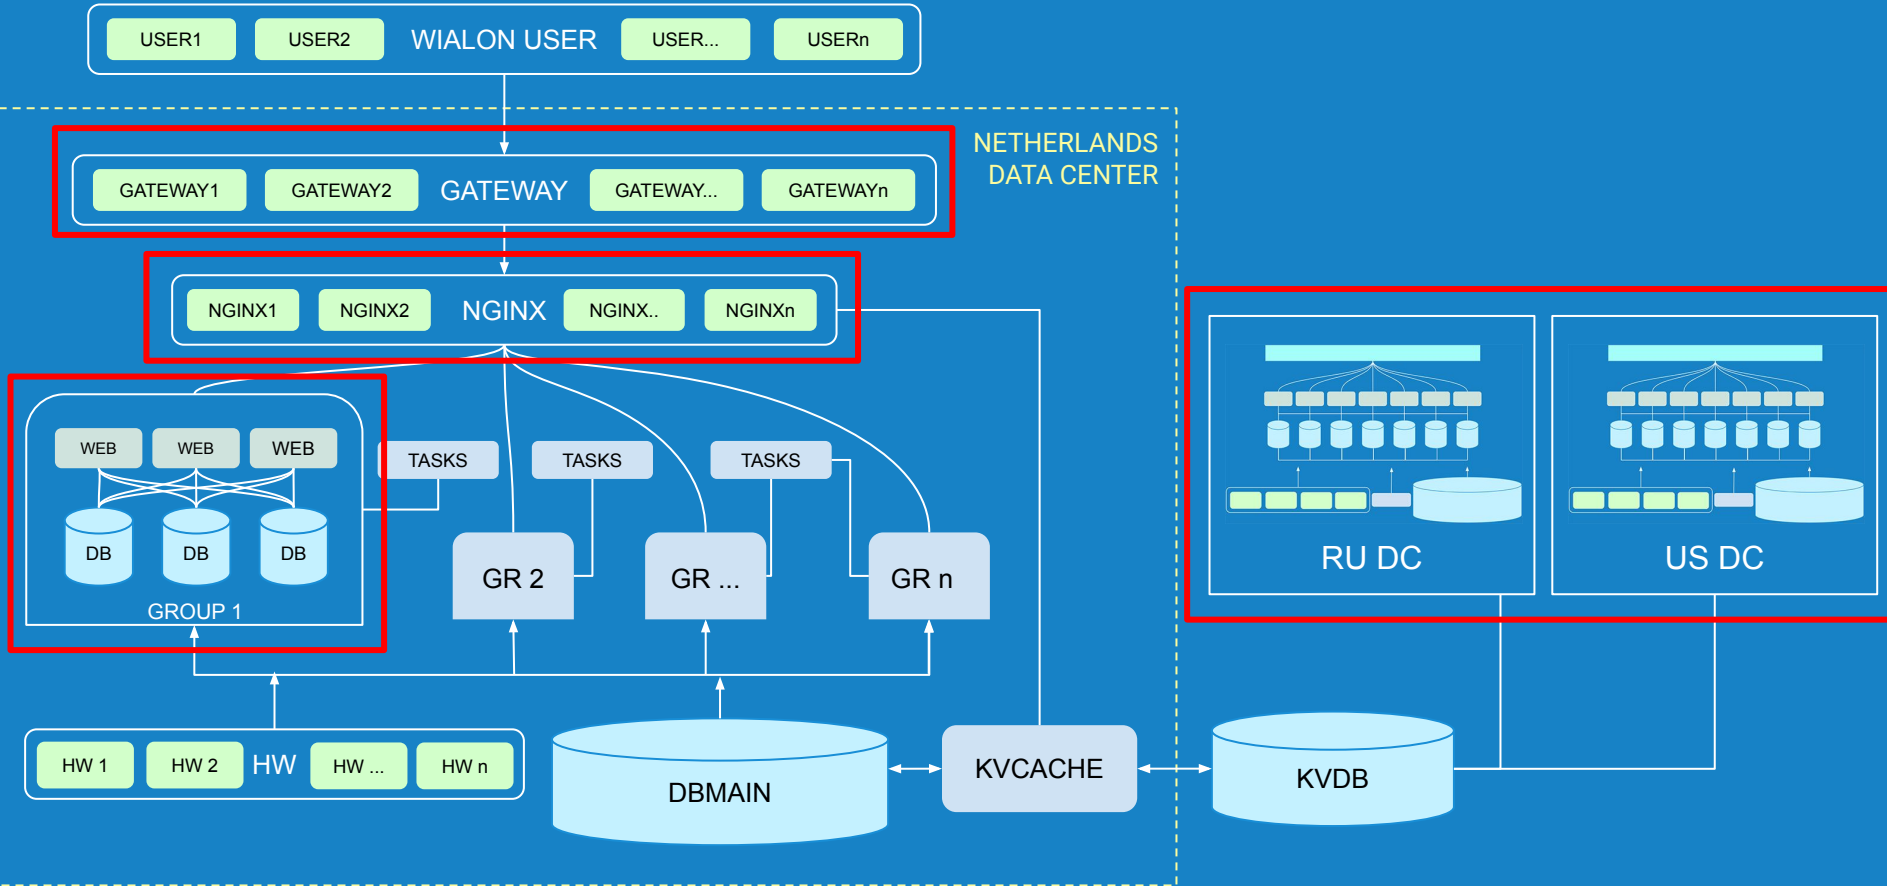 USER1
USER2
WIALON USER
USER...
USERn
NETHERLANDS
DATA CENTER
GATEWAY1
GATEWAY2
GATEWAY
GATEWAY...
GATEWAYn
NGINX1
NGINX2
NGINX
NGINX..
NGINXn
WEB
WEB
WEB
TASKS
TASKS
TASKS
DB
DB
DB
GROUP 1
GR 2
GR ...
GR n
RU DC
US DC
HW 1
HW 2
HW
HW ...
HW n
DBMAIN
KVCACHE
KVDB